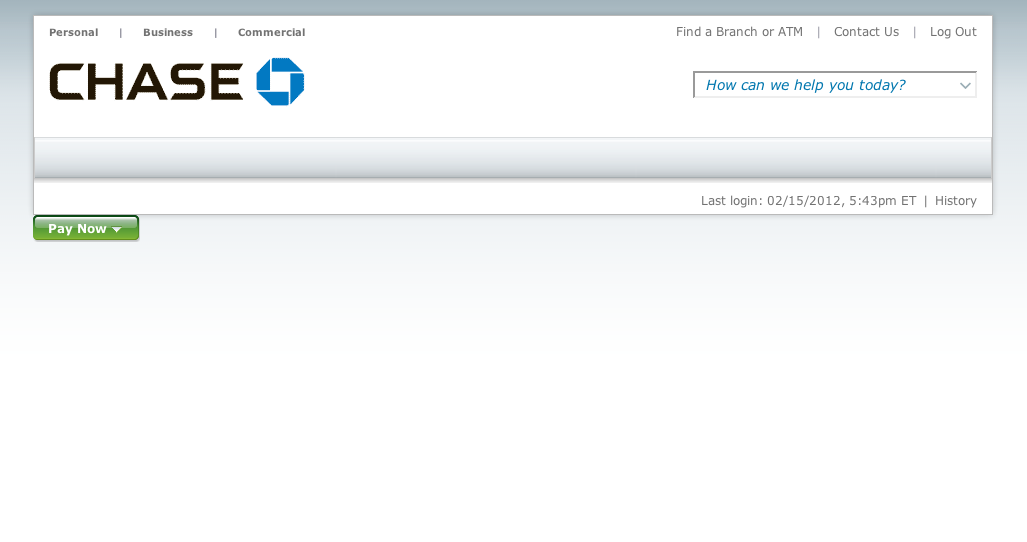 Personal | Business | Commercial
Find a Branch or ATM | Contact Us | Log Out
CHASE
How can we help you today?
Last login: 02/15/2012, 5:43pm ET | History
Pay Now